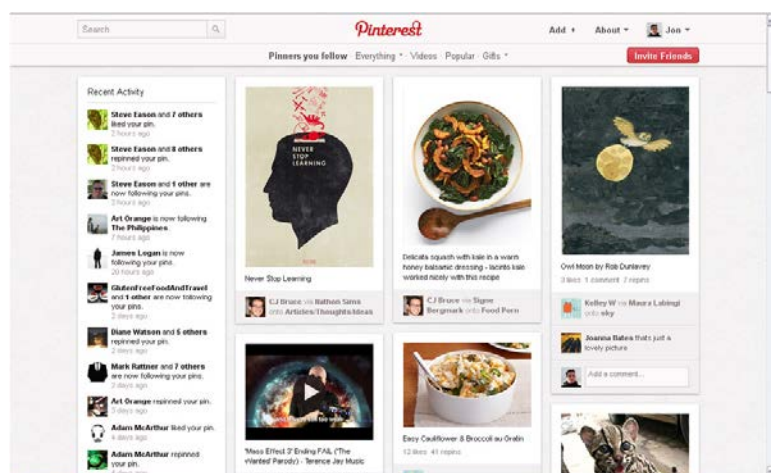 Search
Pinterest
Add +
About
Jon
Pinners you follow · Everything · Videos · Popular · Gifts
Invite Friends
Recent Activity
Steve Eason and 7 others
liked your pin.
2 hours ago
Steve Eason and 8 others
repinned your pin.
2 hours ago
Steve Eason and 1 other are
now following your pins.
Art Orange is now following
The Philippines
7 hours ago
James Logan is now
following your pins.
20 hours ago
GlutenFreeFoodAndTravel
and 1 other are now following
your pins.
2 days ago
Diane Watson and 5 others
repinned your pin.
2 days ago
Mark Rattner and 7 others
are now following your pins.
2 days ago
Art Orange repinned your pin.
3 days ago
Adam McArthur liked your pin.
4 days ago
Adam McArthur repinned
your pin.
4 days ago
NEVER
STOP
LEARNING
Never Stop Learning
CJ Bruce via Nathan Sims
onto Articles/Thoughts/Ideas
'Mass Effect 3' Ending FAIL ('The
Wanted' Parody) - Terence Jay Music
Delicata squash with kale in a warm
honey balsamic dressing - lacinto kale
worked nicely with this recipe
CJ Bruce via Signe
Bergmark onto Food Porn
Easy Cauliflower & Broccoli au Gratin
12 likes 41 repins
Owl Moon by Rob Dunlavey
3 likes 1 comment 7 repins
Kelley W via Maura Labingi
onto sky
Joanna Bates thats just a
lovely picture
Add a comment...